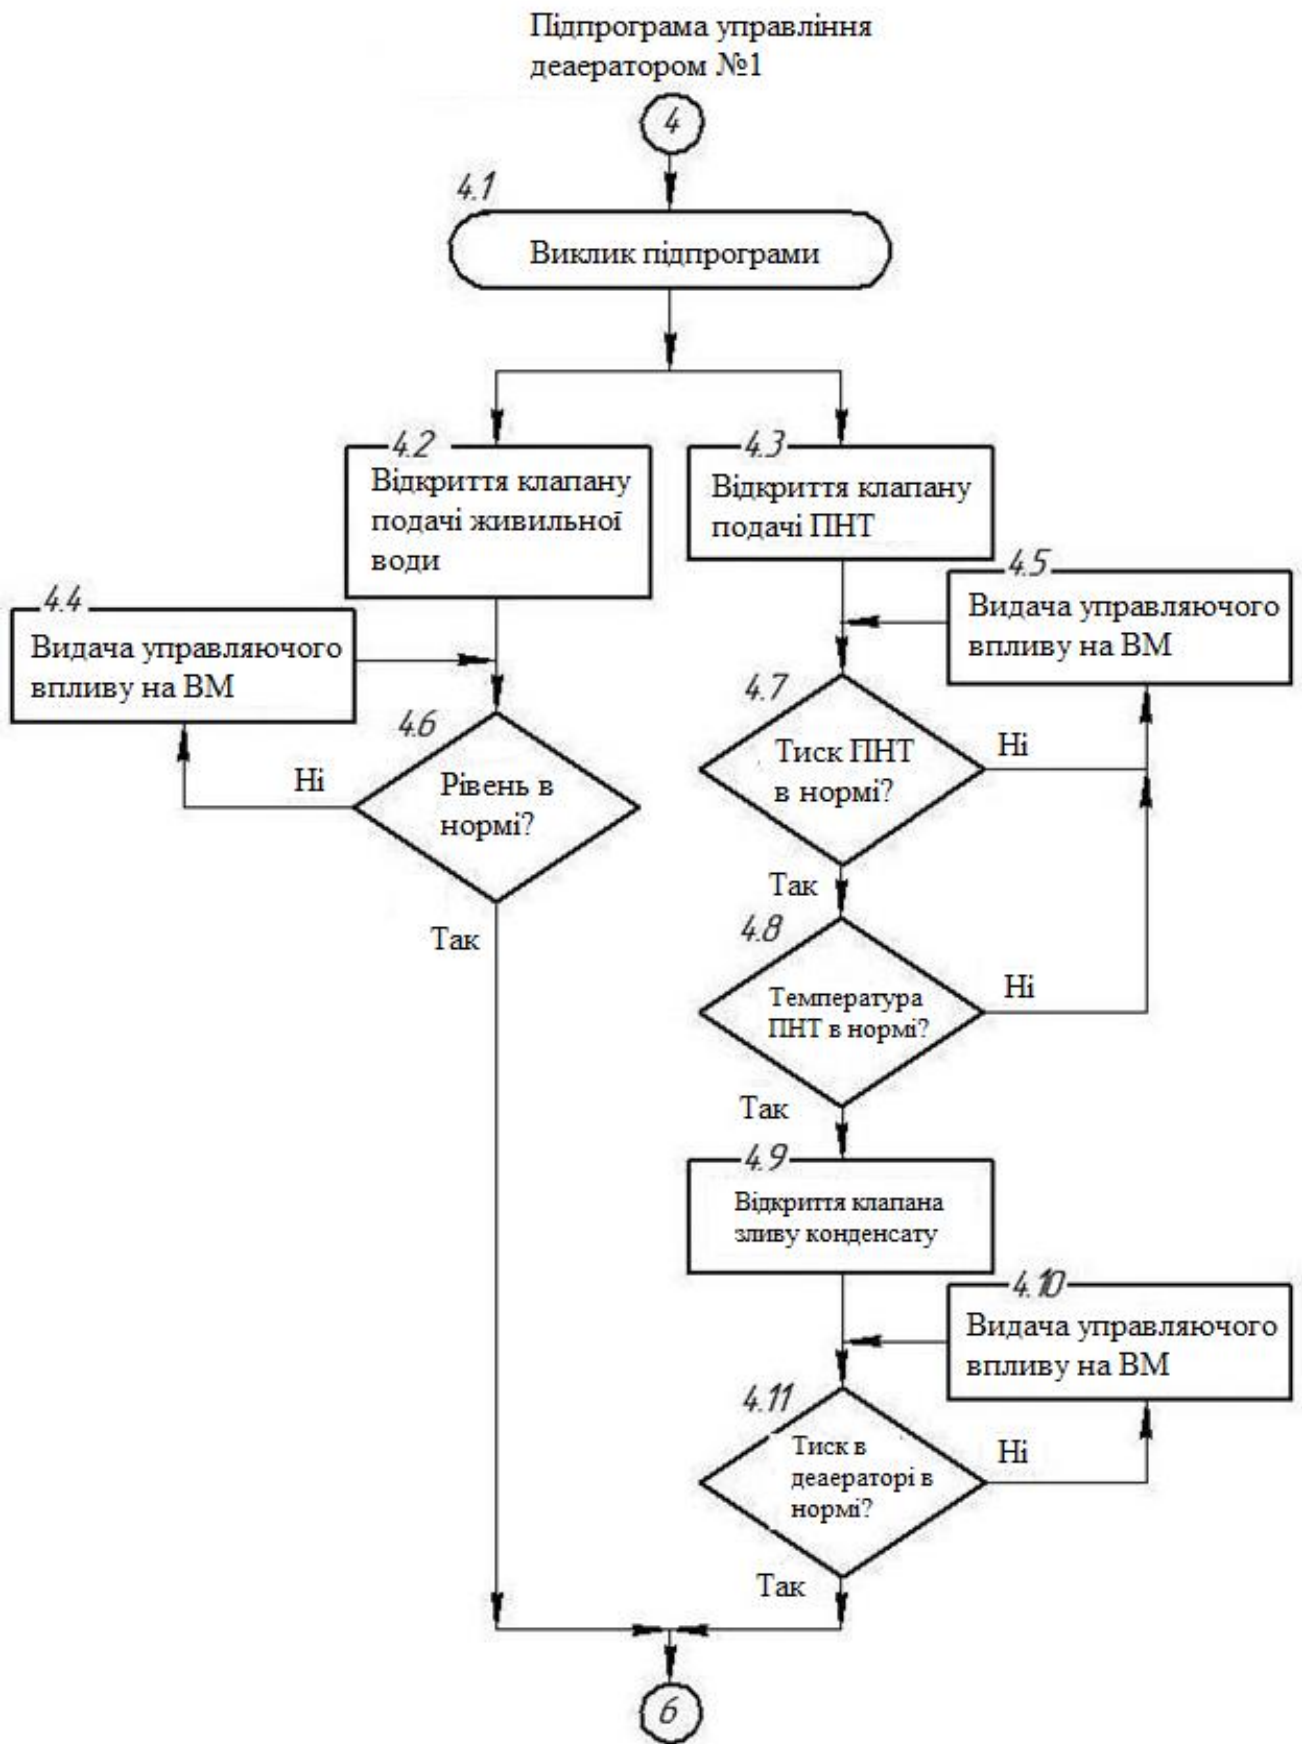 Підпрограма управління
деаератором №1
4
4.1
Виклик підпрограми
4.2
Відкриття клапану
подачі живильної
води
4.3
Відкриття клапану
подачі ПНТ
4.4
Видача управляючого
впливу на ВМ
4.5
Видача управляючого
впливу на ВМ
4.6
Рівень в
нормі?
Ні
Так
4.7
Тиск ПНТ
в нормі?
Ні
Так
4.8
Температура
ПНТ в нормі?
Ні
Так
4.9
Відкриття клапана
зливу конденсату
4.10
Видача управляючого
впливу на ВМ
4.11
Тиск в
деаераторі в
нормі?
Ні
Так
6